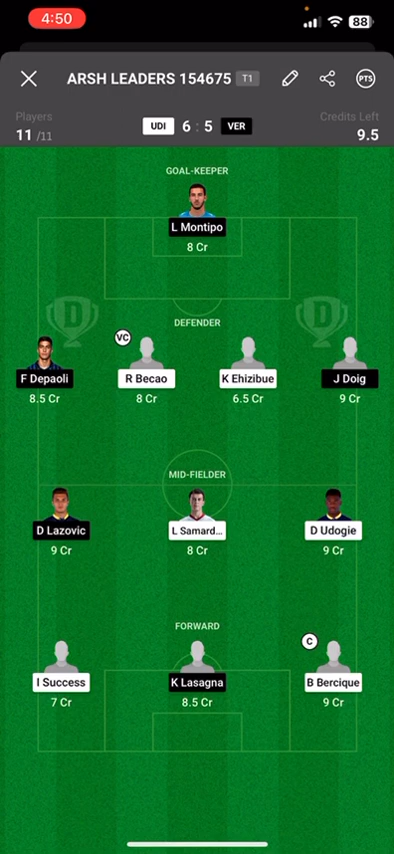 4:50
88
ARSH LEADERS 154675 T1
PTS
Players
Credits Left
11 /11
UDI 6 : 5 VER
9.5
GOAL-KEEPER
L Montipo
8 Cr
D
D
DEFENDER
VC
F Depaoli
R Becao
K Ehizibue
J Doig
8.5 Cr
8 Cr
6.5 Cr
9 Cr
MID-FIELDER
D Lazovic
L Samard...
D Udogie
9 Cr
8 Cr
9 Cr
FORWARD
C
I Success
K Lasagna
B Bercique
7 Cr
8.5 Cr
9 Cr